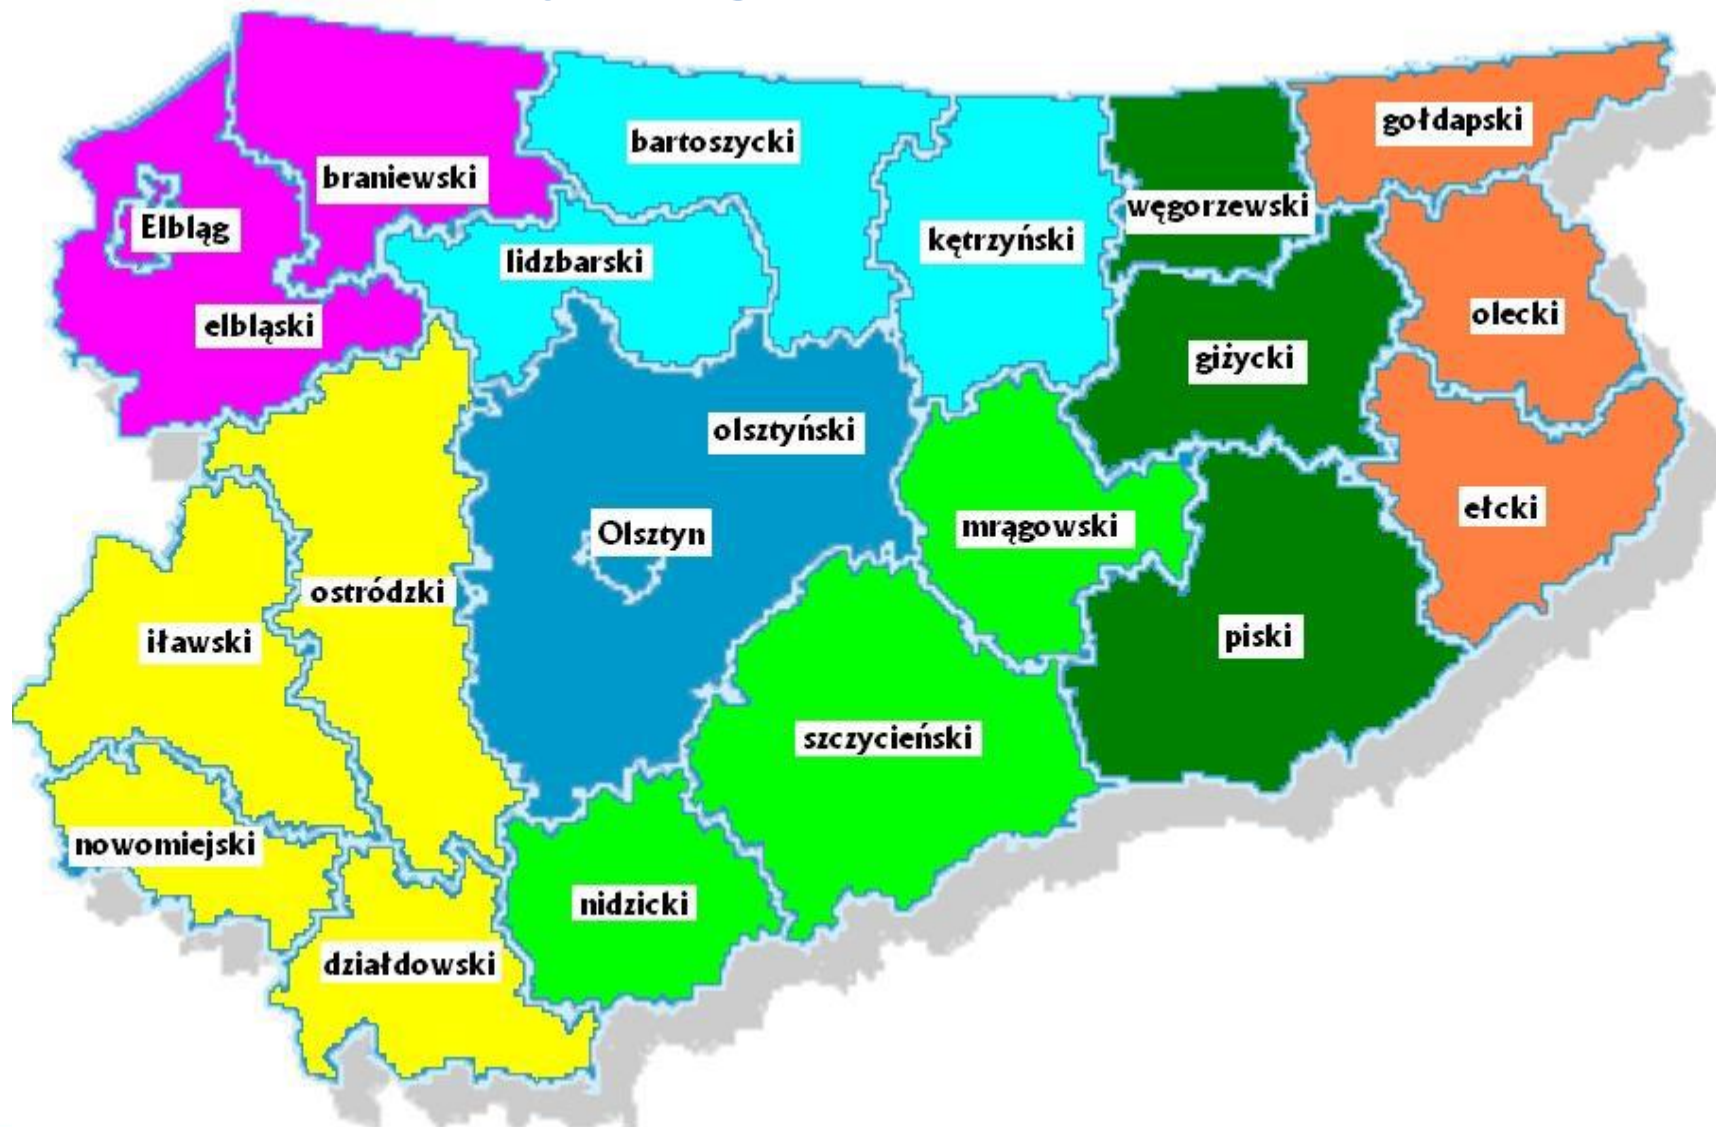 gołdapski
bartoszycki
braniewski
węgorzewski
Elbląg
kętrzyński
lidzbarski
olecki
elbląski
giżycki
olsztyński
ełcki
mrągowski
Olsztyn
ostródzki
piski
iławski
szczycieński
nowomiejski
nidzicki
działdowski